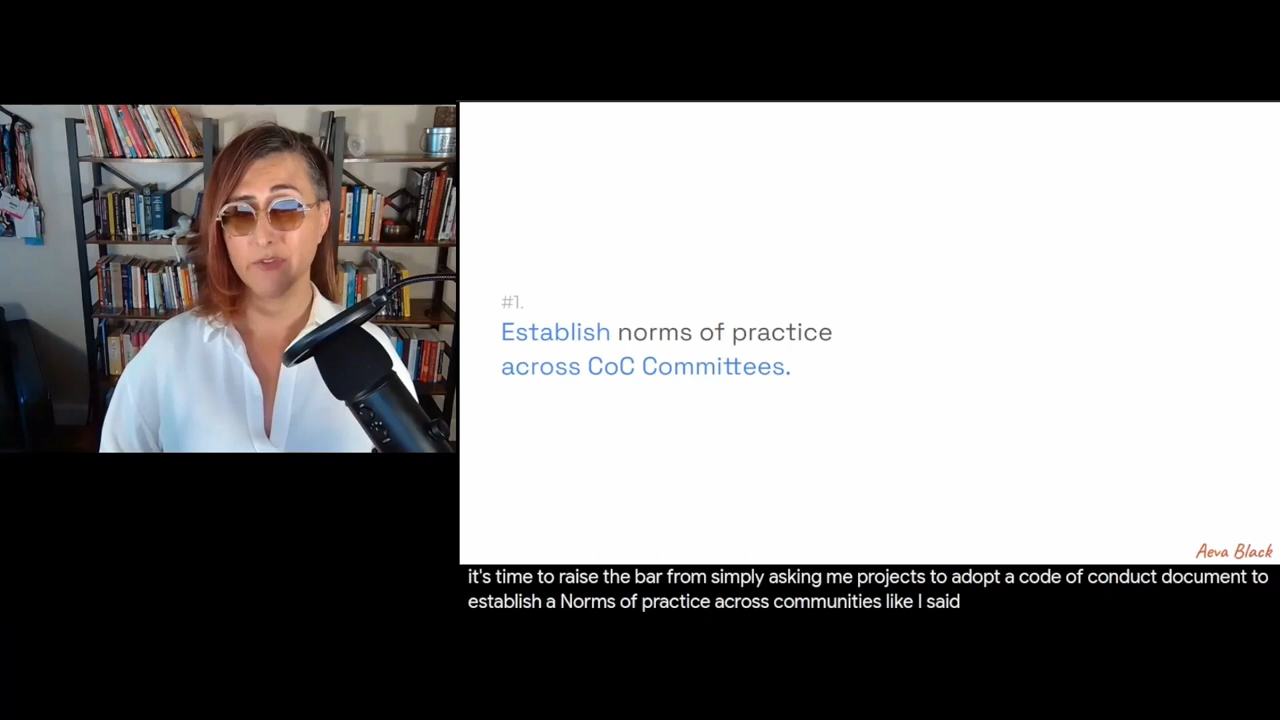 #1.
Establish norms of practice
across CoC Committees.
Aeva Black
it's time to raise the bar from simply asking me projects to adopt a code of conduct document to
establish a Norms of practice across communities like I said